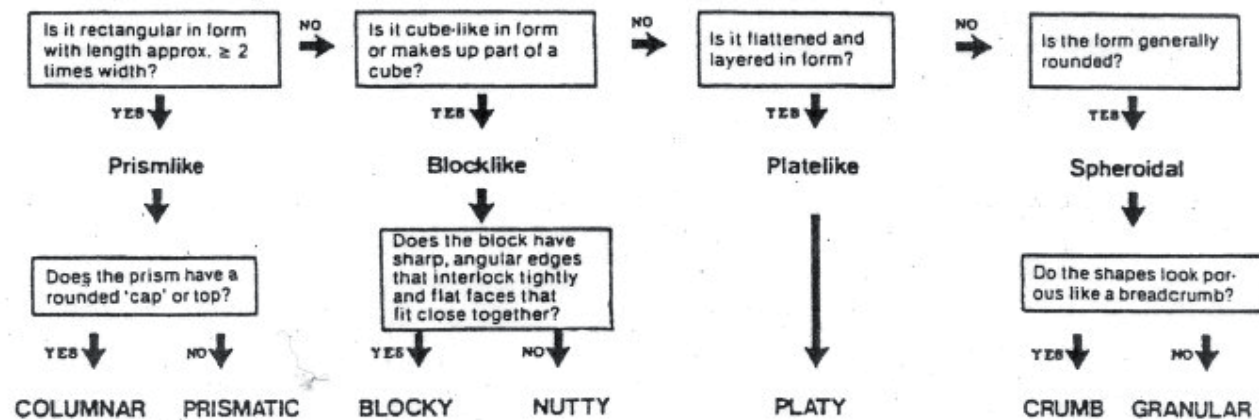 Is it rectangular in form
with length approx. ≥ 2
times width?
NO
Is it cube-like in form
or makes up part of a
cube?
NO
Is it flattened and
layered in form?
NO
Is the form generally
rounded?
YES
YES
YES
YES
Prismlike
Blocklike
Platelike
Spheroidal
Does the prism have a
rounded 'cap' or top?
Does the block have
sharp, angular edges
that interlock tightly
and flat faces that
fit close together?
Do the shapes look por-
ous like a breadcrumb?
YES
NO
YES
NO
YES
NO
COLUMNAR
PRISMATIC
BLOCKY
NUTTY
PLATY
CRUMB
GRANULAR